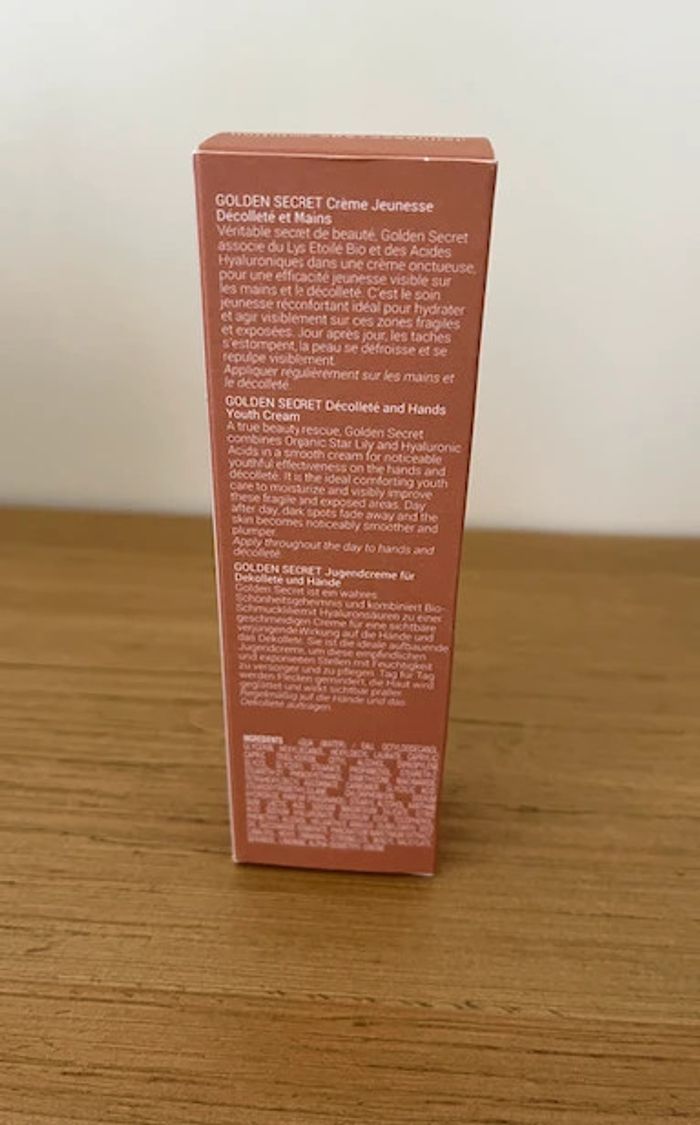 GOLDEN SECRET Crème Jeunesse
Décolleté et Mains
Véritable secret de beauté, Golden Secret
associe du Lys Etoilé Bio et des Acides
Hyaluroniques dans une crème onctueuse,
pour une efficacité jeunesse visible sur
les mains et le décolleté. C'est le soin
jeunesse réconfortant idéal pour hydrater
et agir visiblement sur ces zones fragiles
et exposées. Jour après jour, les taches
s'estompent, la peau se défroisse et se
repulpe visiblement.
Appliquer régulièrement sur les mains et
le décolleté.
GOLDEN SECRET Décolleté and Hands
Youth Cream
A true beauty rescue, Golden Secret
combines Organic Star Lily and Hyaluronic
Acids in a smooth cream for noticeable
youthful effectiveness on the hands and
décolleté. It is the ideal comforting youth
care to moisturize and visibly improve
these fragile and exposed areas. Day
after day, dark spots fade away and the
skin becomes noticeably smoother and
plumper.
Apply throughout the day to hands and
décolleté.
GOLDEN SECRET Jugendcreme für
Dekolleté und Hände
Golden Secret ist ein wahres
Schönheitsgeheimnis und kombiniert Bio-
Schmucklilie mit Hyaluronsäuren zu einer
geschmeidigen Creme für eine sichtbare
verjüngende Wirkung auf die Hände und
das Dekolleté. Sie ist die ideale aufbauende
Jugendcreme, um diese empfindlichen
und exponierten Stellen mit Feuchtigkeit
zu versorgen und zu pflegen. Tag für Tag
werden Flecken gemindert, die Haut wird
geglättet und wirkt sichtbar praller.
Regelmäßig auf die Hände und das
Dekolleté auftragen.
INGREDIENTS : AQUA (WATER) / EAU, OCTYLDODECANOL,
GLYCERIN, HEXYLDECANOL, HEXYLDECYL LAURATE, CAPRYLIC/